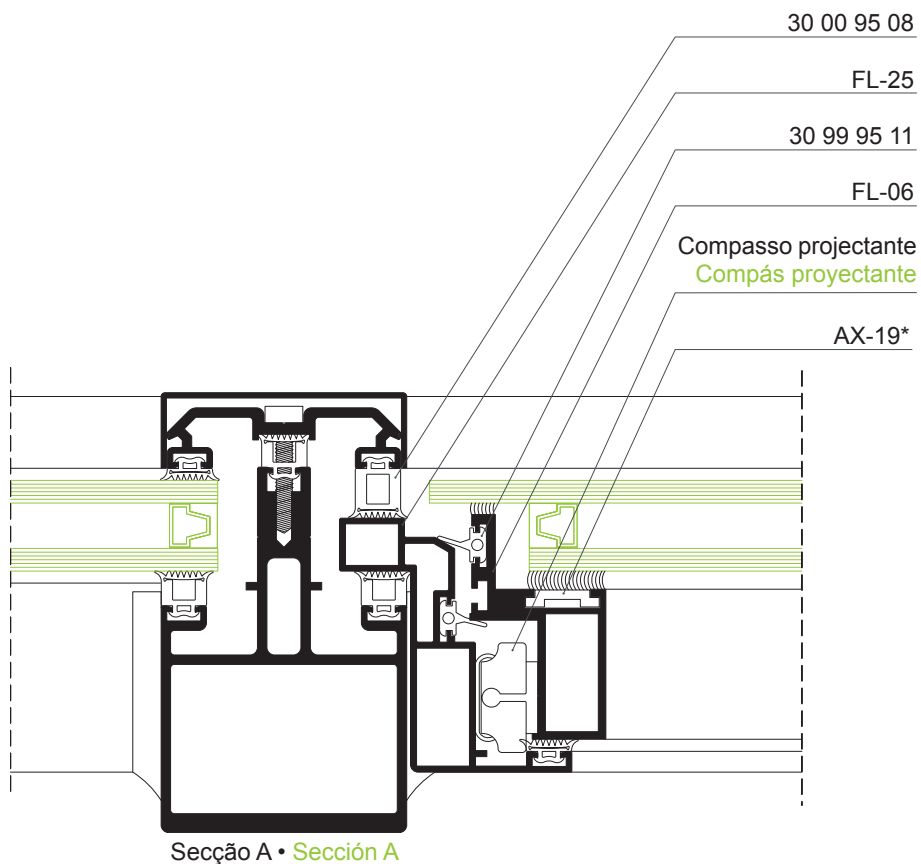 30 00 95 08
FL-25
30 99 95 11
FL-06
Compasso projectante
Compás proyectante
AX-19*
Secção A • Sección A